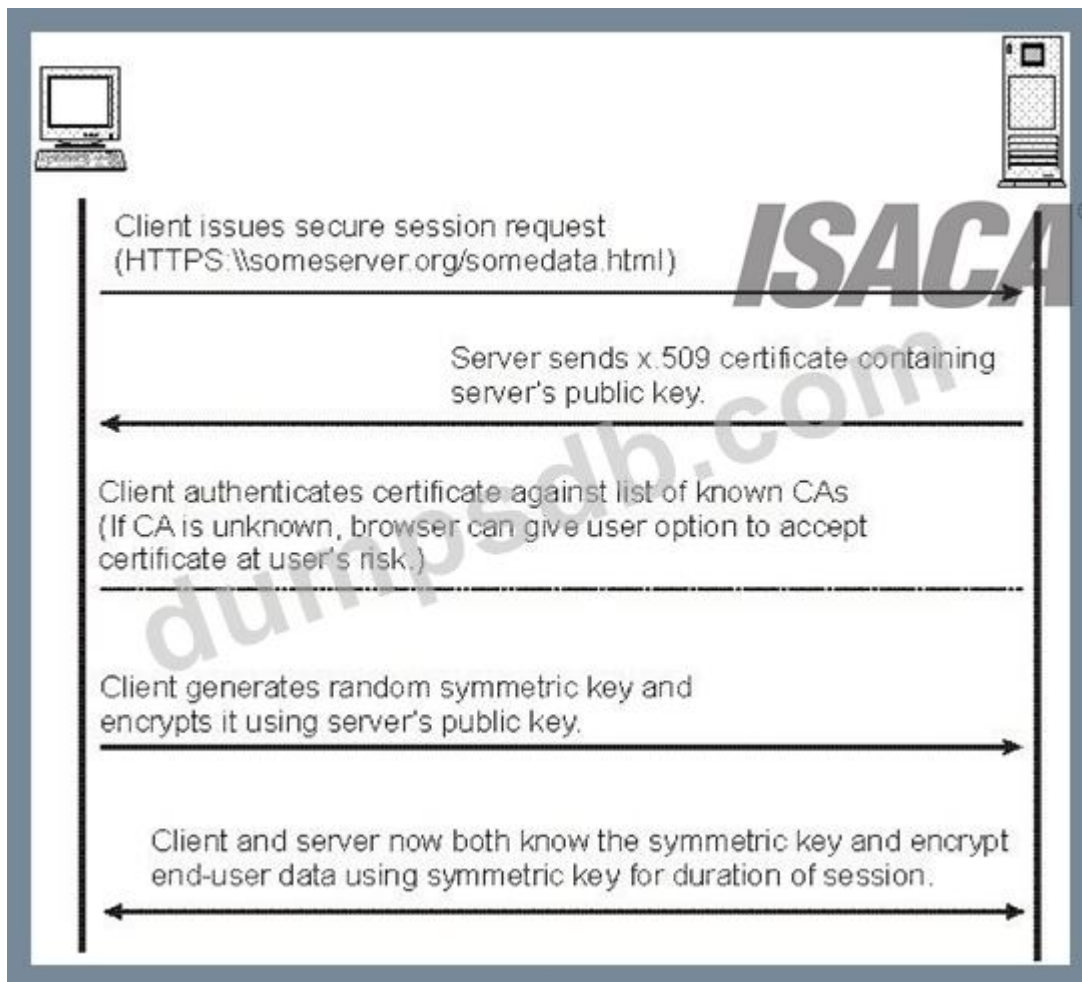 Client issues secure session request
(HTTPS:\\someserver.org/somedata.html)
ISACA®
Server sends x.509 certificate containing
server's public key.
Client authenticates certificate against list of known CAs
(If CA is unknown, browser can give user option to accept
certificate at user's risk.)
dumpsdb.com
Client generates random symmetric key and
encrypts it using server's public key.
Client and server now both know the symmetric key and encrypt
end-user data using symmetric key for duration of session.